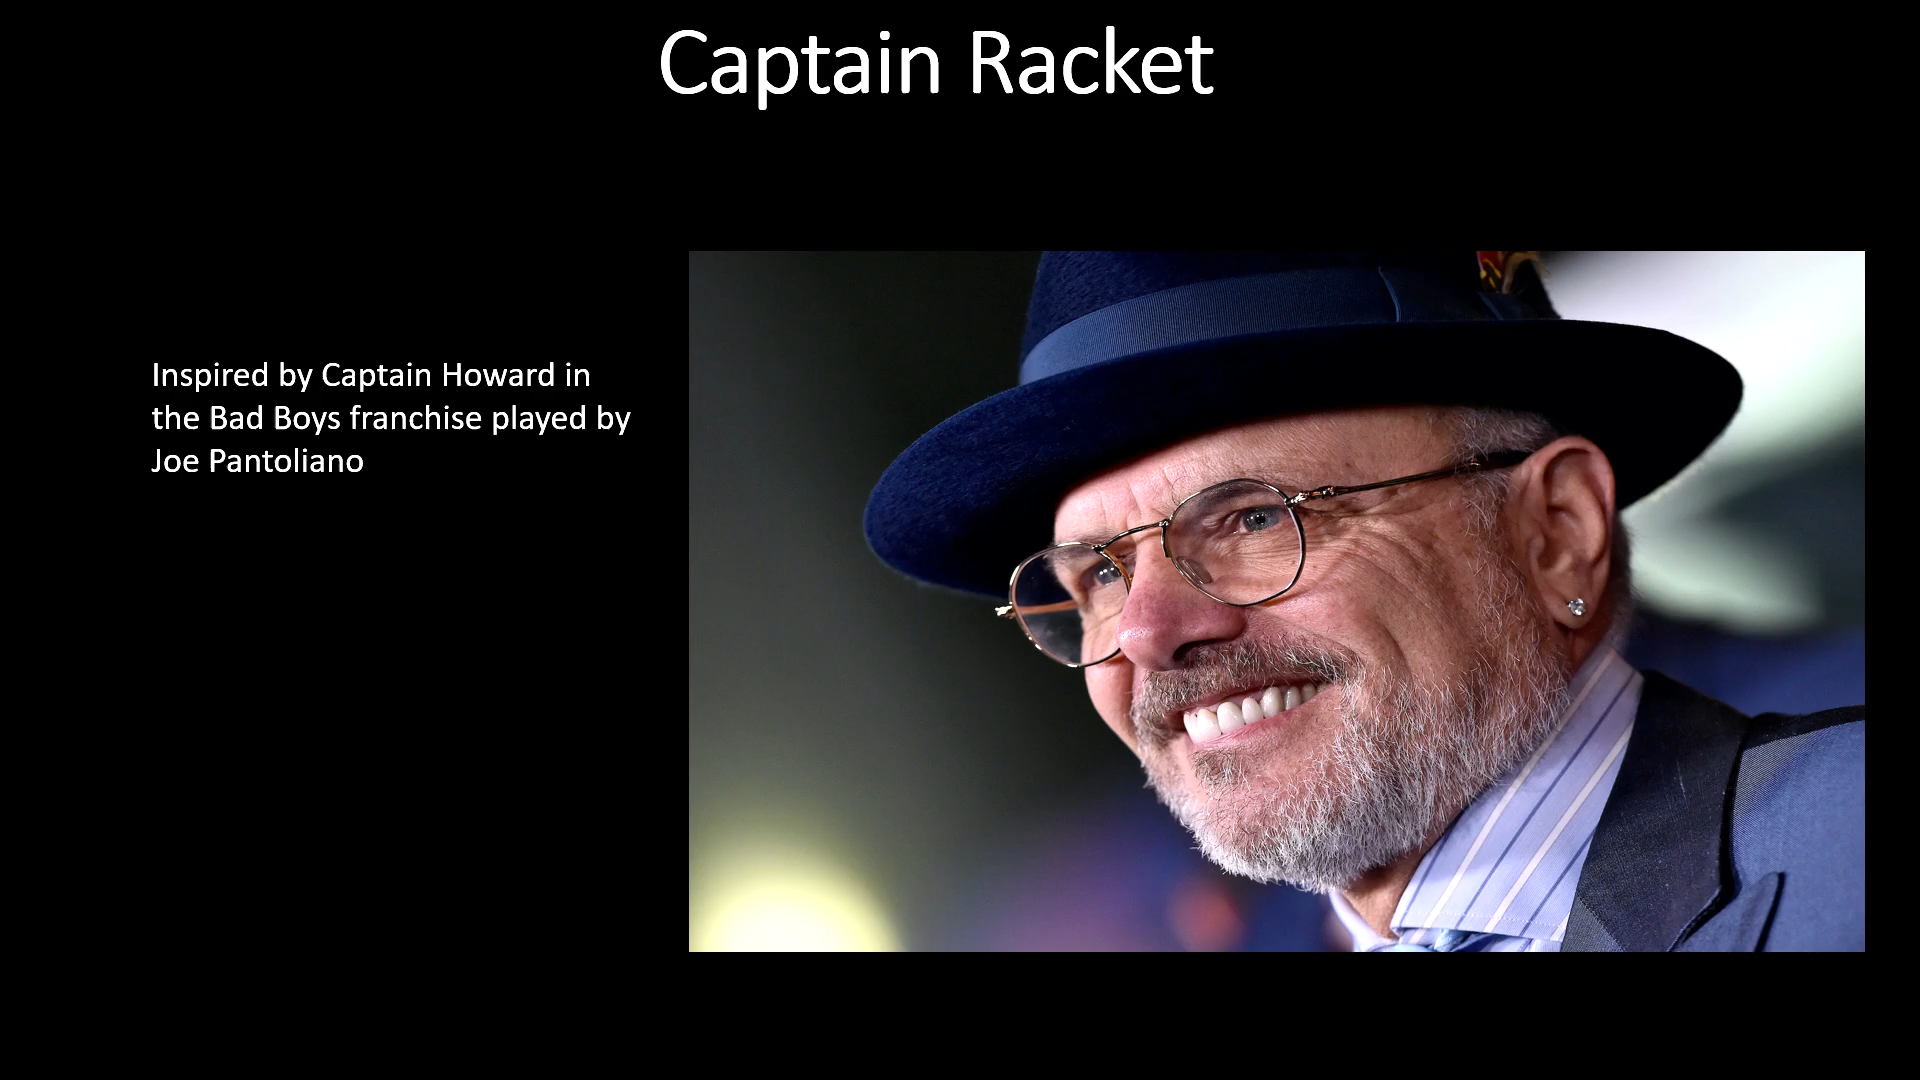 Captain Racket
Inspired by Captain Howard in
the Bad Boys franchise played by
Joe Pantoliano